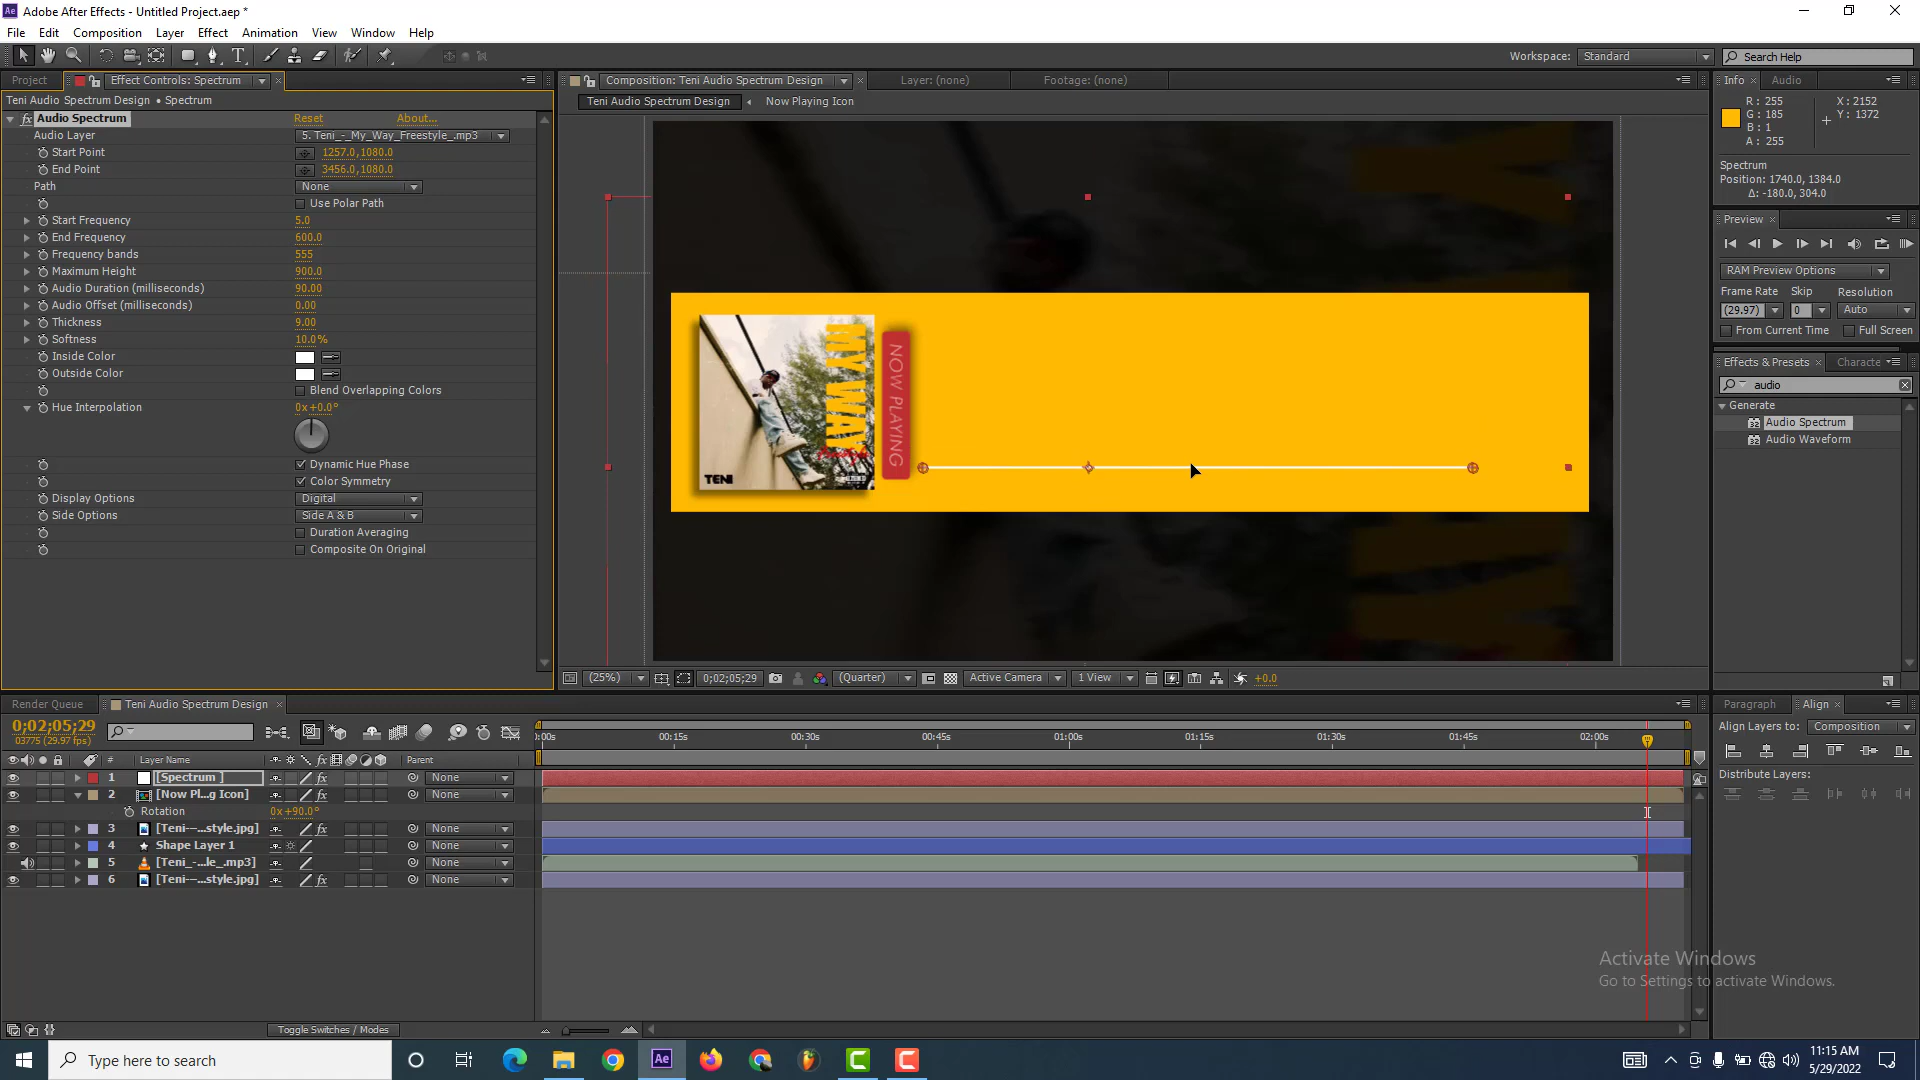 Adobe After Effects - Untitled Project.aep *
File Edit Composition Layer Effect Animation View Window Help
Workspace: Standard Search Help
Project Effect Controls: Spectrum
Composition: Teni Audio Spectrum Design Layer: (none) Footage: (none)
Info Audio
Teni Audio Spectrum Design • Spectrum
Teni Audio Spectrum Design Now Playing Icon
R: 255
G: 185
B: 1
A: 255
X: 2152
Y: 1372
Spectrum
Position: 1740.0, 1384.0
Δ: -180.0, 304.0
fx Audio Spectrum Reset About...
Audio Layer 5. Teni_-_My_Way_Freestyle_.mp3
Start Point 1257.0,1080.0
End Point 3456.0,1080.0
Path None
Use Polar Path
Start Frequency 5.0
End Frequency 600.0
Frequency bands 555
Maximum Height 900.0
Audio Duration (milliseconds) 90.00
Audio Offset (milliseconds) 0.00
Thickness 9.00
Softness 10.0%
Inside Color
Outside Color
Blend Overlapping Colors
Hue Interpolation 0x+0.0°
Dynamic Hue Phase
Color Symmetry
Display Options Digital
Side Options Side A & B
Duration Averaging
Composite On Original
MY WAY
TENI
NOW PLAYING
Preview
RAM Preview Options
Frame Rate Skip Resolution
(29.97) 0 Auto
From Current Time Full Screen
Effects & Presets Characte
audio
Generate
32 Audio Spectrum
32 Audio Waveform
(25%) 0;02;05;29 (Quarter) Active Camera 1 View +0.0
Render Queue Teni Audio Spectrum Design
Paragraph Align
0;02;05;29
03775 (29.97 fps)
:00s 00:15s 00:30s 00:45s 01:00s 01:15s 01:30s 01:45s 02:00s
Align Layers to: Composition
Distribute Layers:
# Layer Name fx Parent
1 [Spectrum ] fx None
2 [Now Pl...g Icon] fx None
Rotation 0x+90.0°
3 [Teni--...style.jpg] fx None
4 Shape Layer 1 None
5 [Teni_-...le_.mp3] None
6 [Teni--...style.jpg] fx None
Toggle Switches / Modes
Activate Windows
Go to Settings to activate Windows.
Type here to search
Ae
11:15 AM
5/29/2022